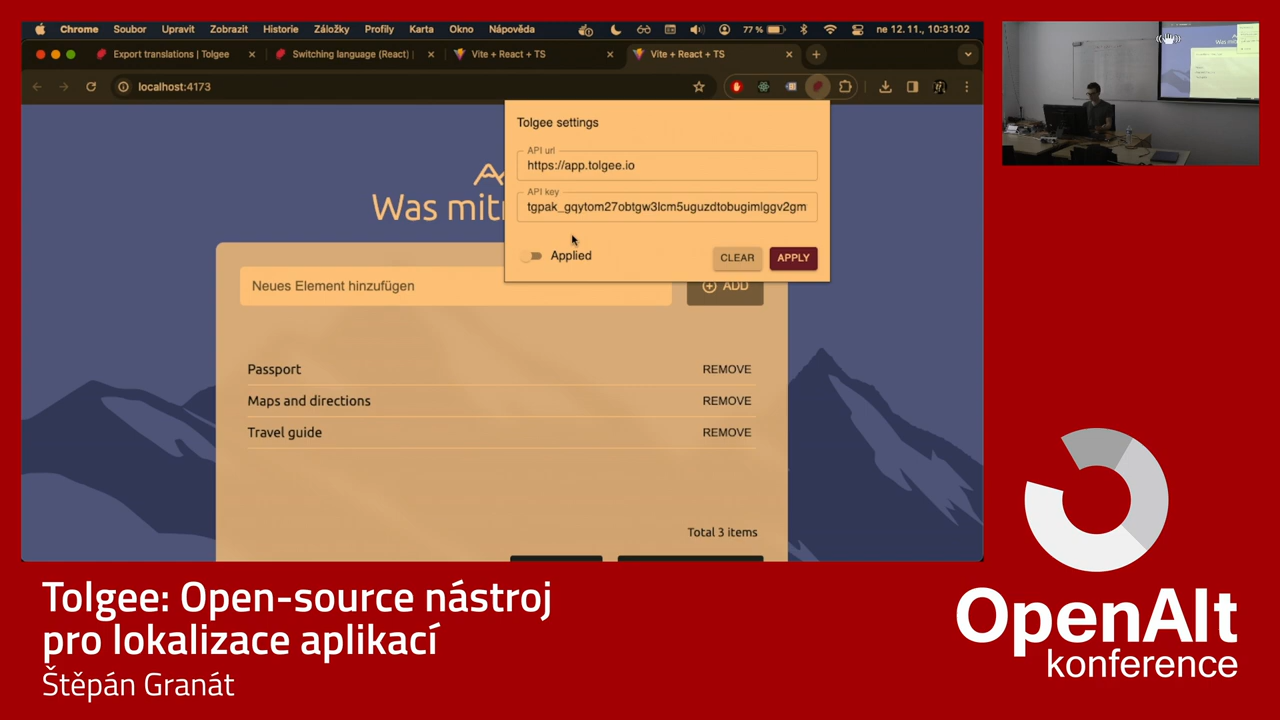 Chrome Soubor Upravit Zobrazit Historie Záložky Profily Karta Okno Nápověda 77 % ne 12. 11., 10:31:02
Export translations | Tolgee
Switching language (React) |
Vite + React + TS
Vite + React + TS
localhost:4173
Tolgee settings
API url
https://app.tolgee.io
API key
tgpak_gqytom27obtgw3lcm5uguzdtobugimlggv2gm
Applied
CLEAR
APPLY
Was mit
Neues Element hinzufügen
ADD
Passport REMOVE
Maps and directions REMOVE
Travel guide REMOVE
Total 3 items
Tolgee: Open-source nástroj
pro lokalizace aplikací
Štěpán Granát
OpenAlt
konference